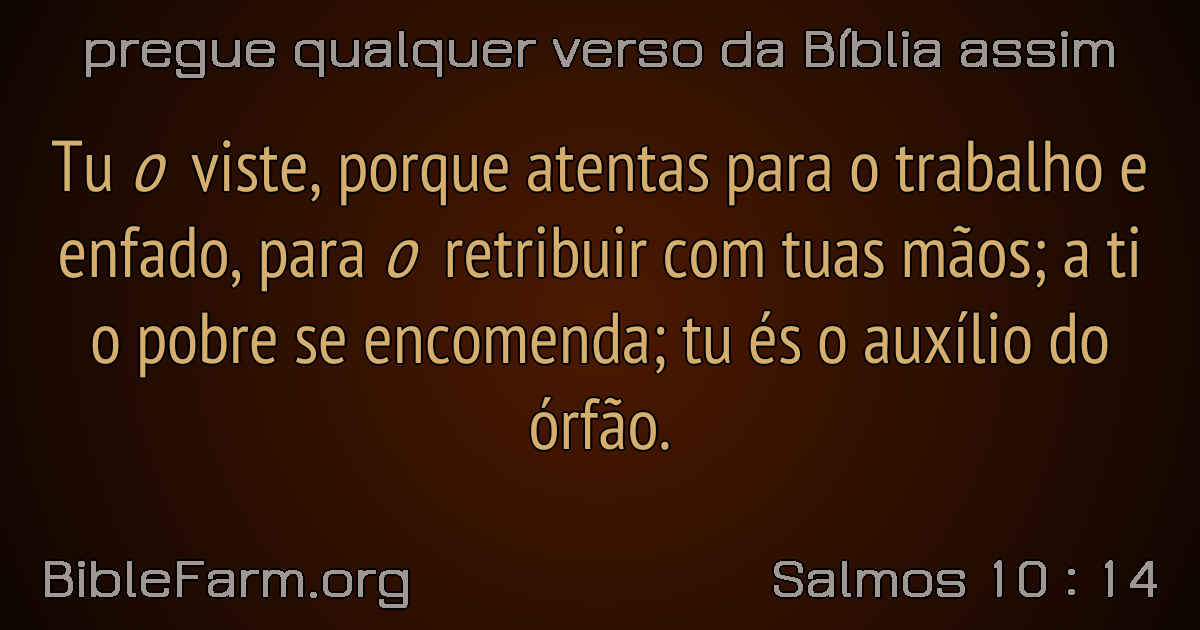 pregue qualquer verso da Bíblia assim
Tu o viste, porque atentas para o trabalho e
enfado, para o retribuir com tuas mãos; a ti
o pobre se encomenda; tu és o auxílio do
órfão.
BibleFarm.org
Salmos 10 : 14